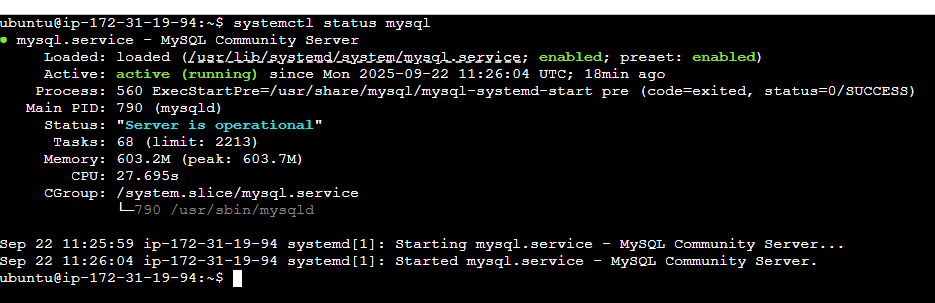 ubuntu@ip-172-31-19-94:~$ systemctl status mysql
● mysql.service - MySQL Community Server
Loaded: loaded (/usr/lib/systemd/system/mysql.service; enabled; preset: enabled)
Active: active (running) since Mon 2025-09-22 11:26:04 UTC; 18min ago
Process: 560 ExecStartPre=/usr/share/mysql/mysql-systemd-start pre (code=exited, status=0/SUCCESS)
Main PID: 790 (mysqld)
Status: "Server is operational"
Tasks: 68 (limit: 2213)
Memory: 603.2M (peak: 603.7M)
CPU: 27.695s
CGroup: /system.slice/mysql.service
└─790 /usr/sbin/mysqld
Sep 22 11:25:59 ip-172-31-19-94 systemd[1]: Starting mysql.service - MySQL Community Server...
Sep 22 11:26:04 ip-172-31-19-94 systemd[1]: Started mysql.service - MySQL Community Server.
ubuntu@ip-172-31-19-94:~$